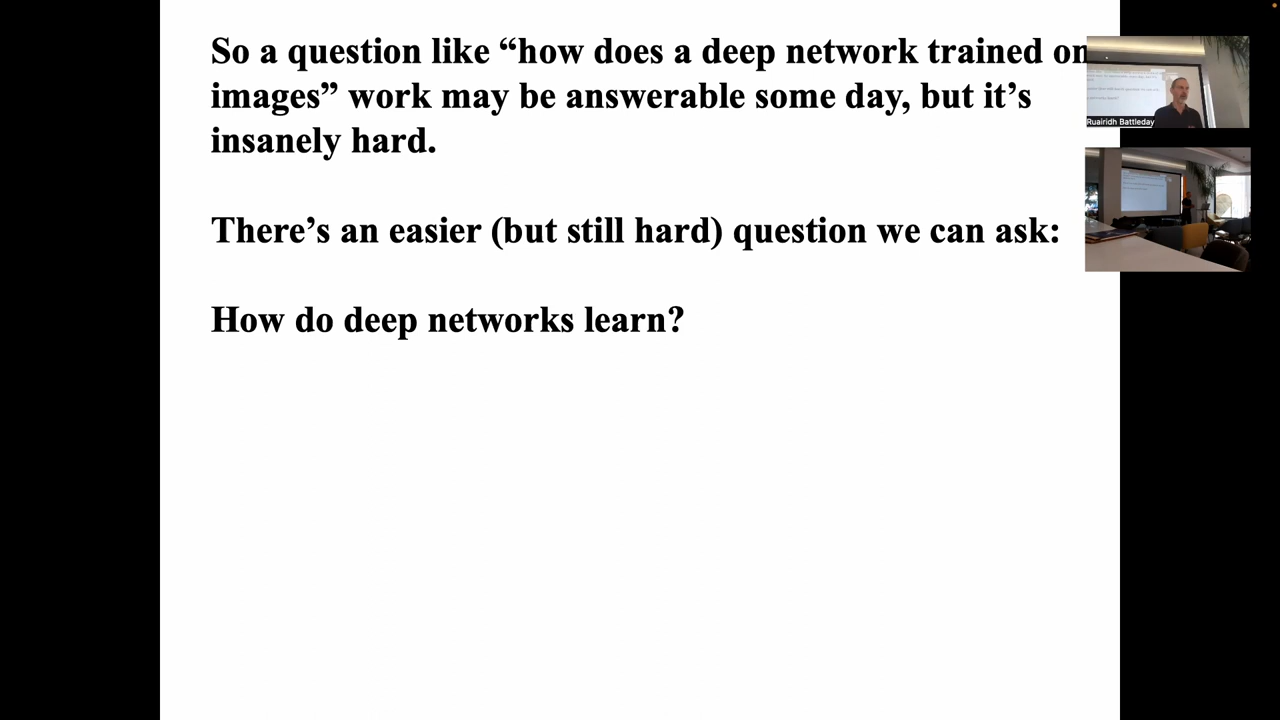 So a question like “how does a deep network trained on
images” work may be answerable some day, but it’s
insanely hard.
There’s an easier (but still hard) question we can ask:
How do deep networks learn?
Ruairidh Battleday